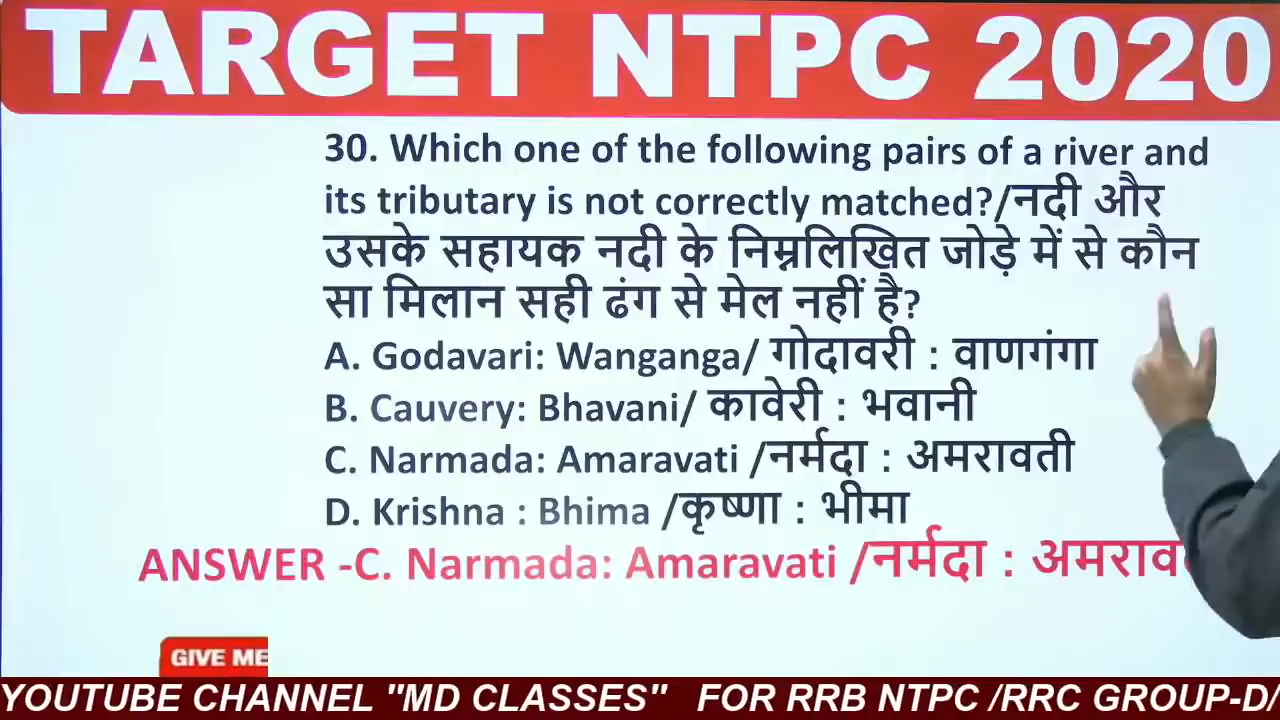 TARGET NTPC 2020
30. Which one of the following pairs of a river and
its tributary is not correctly matched?/नदी और
उसके सहायक नदी के निम्नलिखित जोड़े में से कौन
सा मिलान सही ढंग से मेल नहीं है?
A. Godavari: Wanganga/ गोदावरी : वाणगंगा
B. Cauvery: Bhavani/ कावेरी : भवानी
C. Narmada: Amaravati /नर्मदा : अमरावती
D. Krishna : Bhima /कृष्णा : भीमा
ANSWER -C. Narmada: Amaravati /नर्मदा :
GIVE ME
YOUTUBE CHANNEL "MD CLASSES" FOR RRB NTPC /RRC GROUP-D/